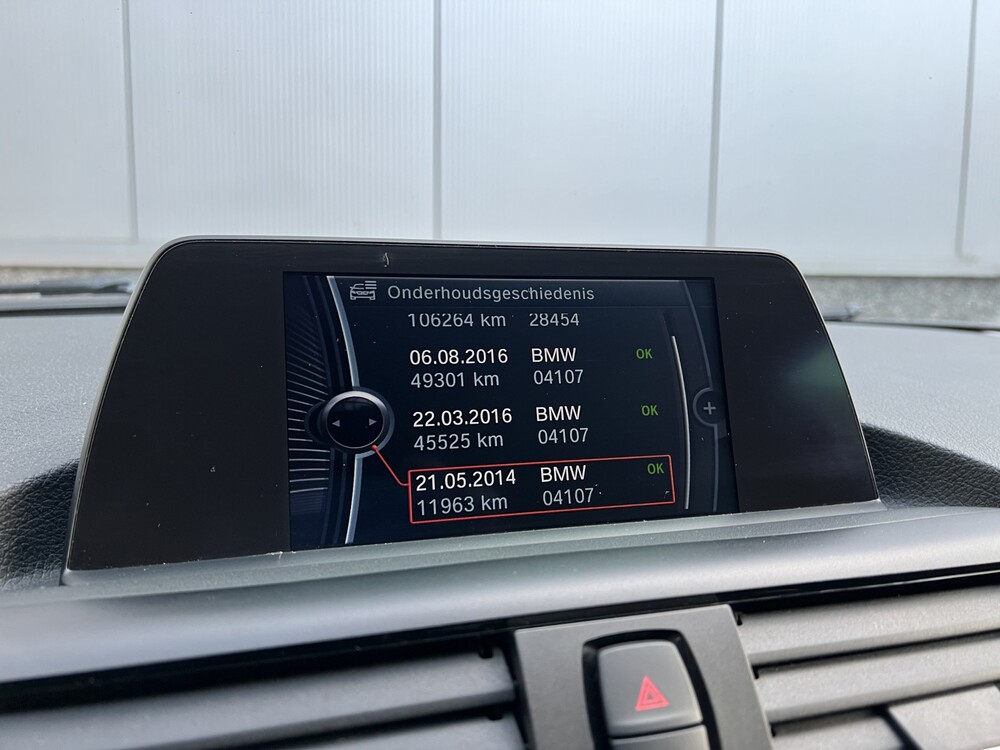 Onderhoudsgeschiedenis
106264 km 28454
06.08.2016 BMW OK
49301 km 04107
22.03.2016 BMW OK
45525 km 04107
21.05.2014 BMW OK
11963 km 04107